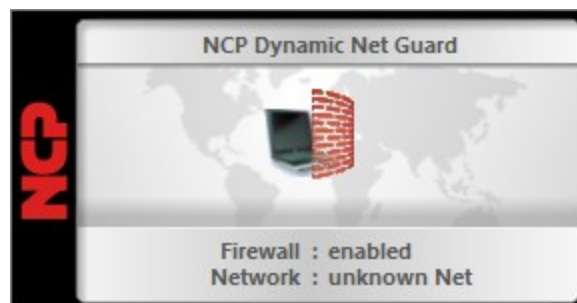 NCP Dynamic Net Guard
NCP
Firewall : enabled
Network : unknown Net